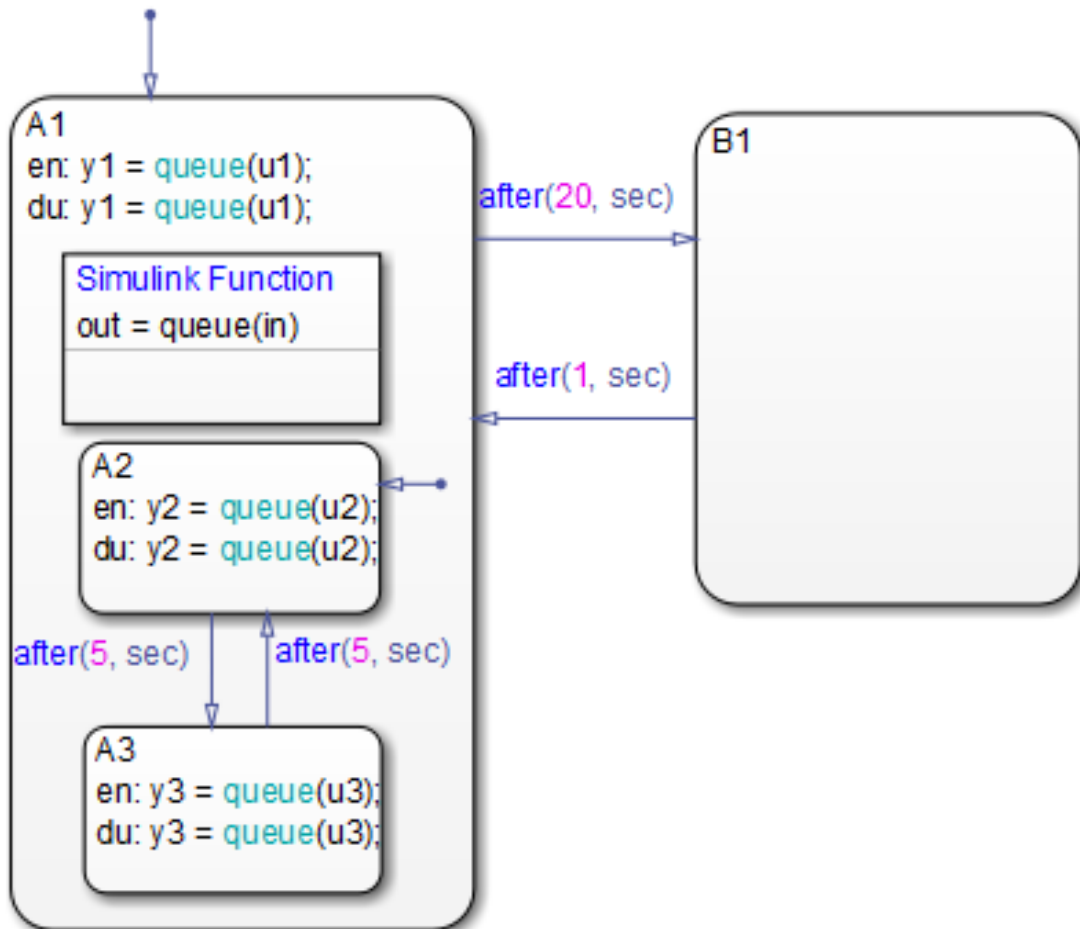 A1
en: y1 = queue(u1);
du: y1 = queue(u1);
Simulink Function
out = queue(in)
A2
en: y2 = queue(u2);
du: y2 = queue(u2);
after(5, sec)
after(5, sec)
A3
en: y3 = queue(u3);
du: y3 = queue(u3);
after(20, sec)
after(1, sec)
B1